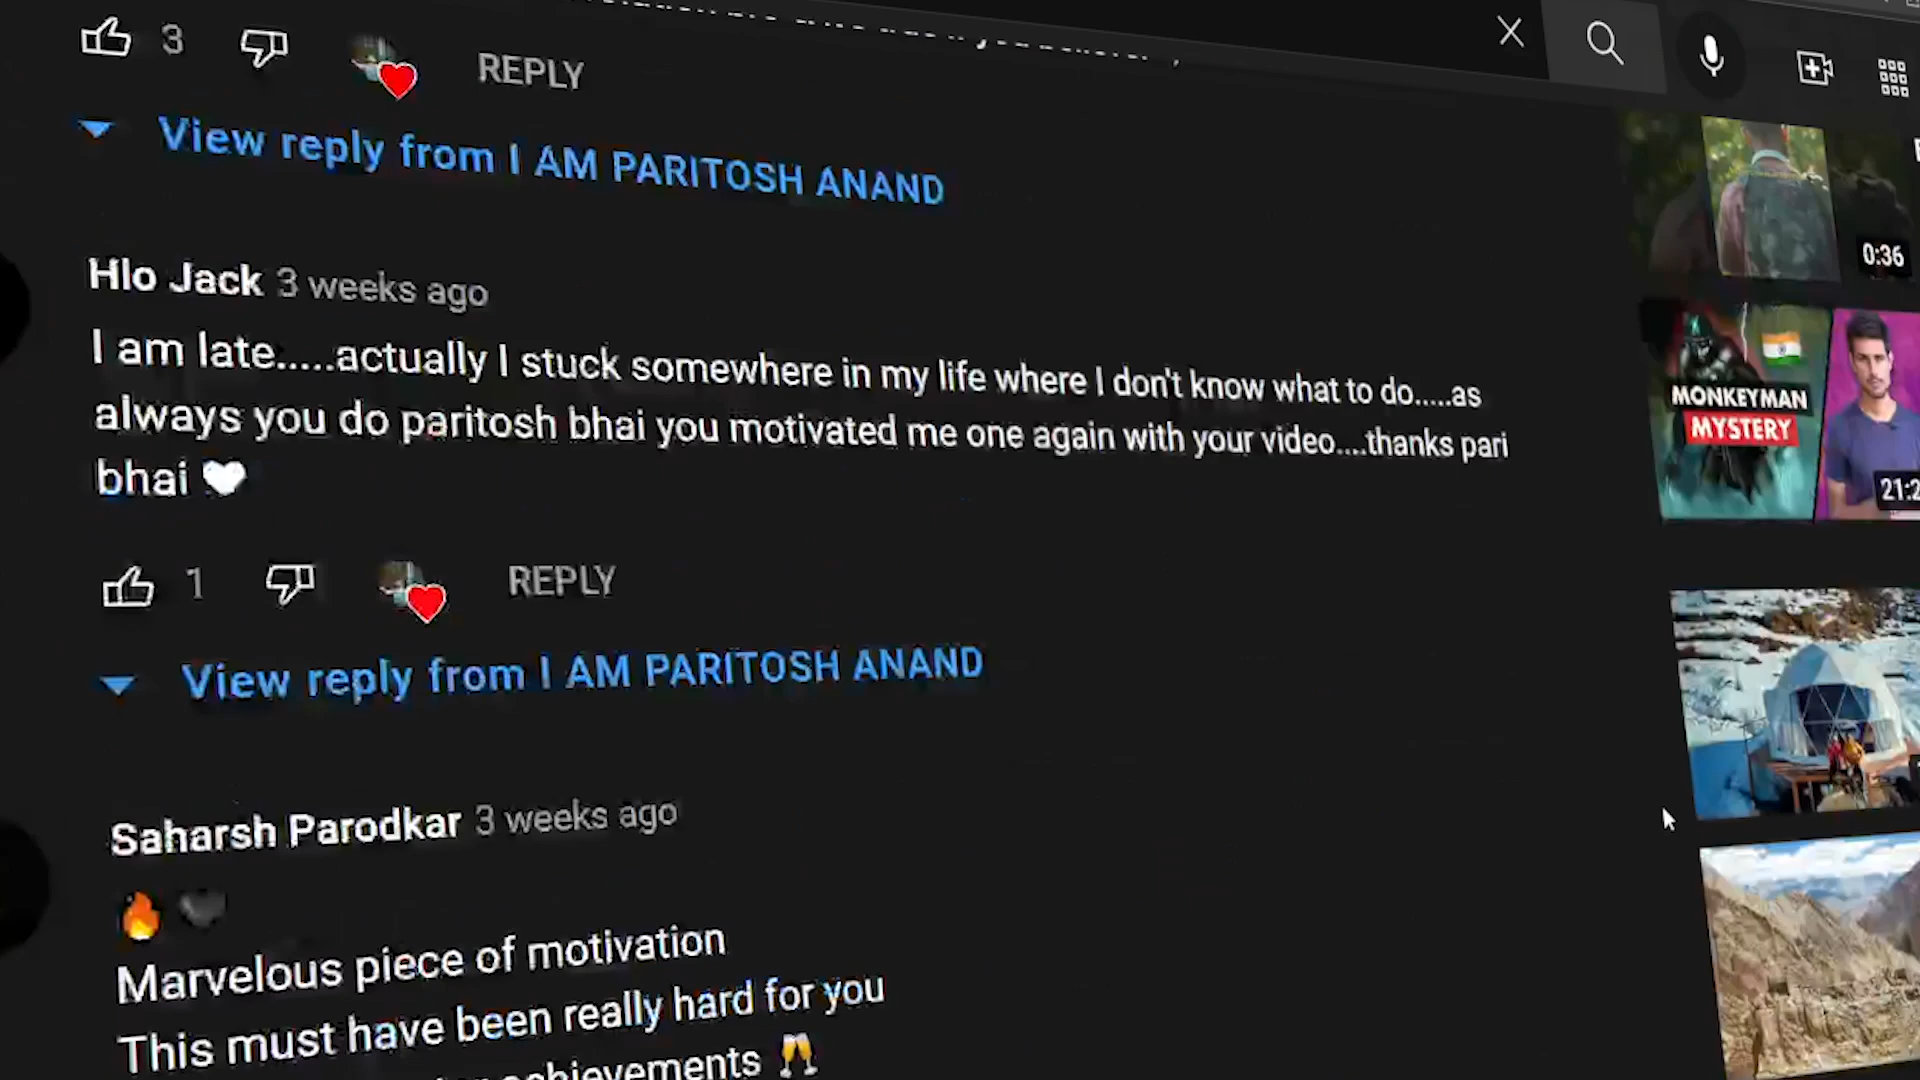 3 REPLY
View reply from I AM PARITOSH ANAND
Hlo Jack 3 weeks ago
I am late.....actually I stuck somewhere in my life where I don't know what to do.....as
always you do paritosh bhai you motivated me one again with your video....thanks pari
bhai 🤍
1 REPLY
View reply from I AM PARITOSH ANAND
Saharsh Parodkar 3 weeks ago
🔥🖤
Marvelous piece of motivation
This must have been really hard for you
achievements 🥂
0:36
MONKEYMAN
MYSTERY